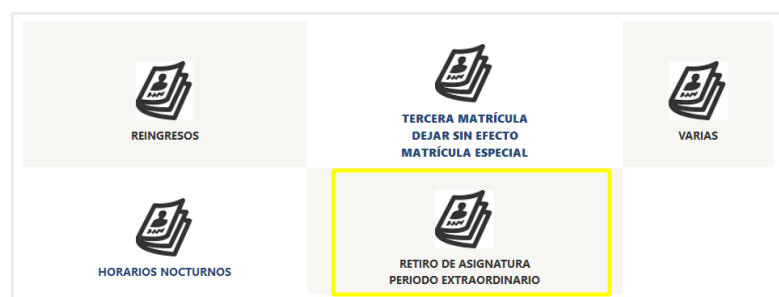 REINGRESOS
TERCERA MATRÍCULA
DEJAR SIN EFECTO
MATRÍCULA ESPECIAL
VARIAS
HORARIOS NOCTURNOS
RETIRO DE ASIGNATURA
PERIODO EXTRAORDINARIO